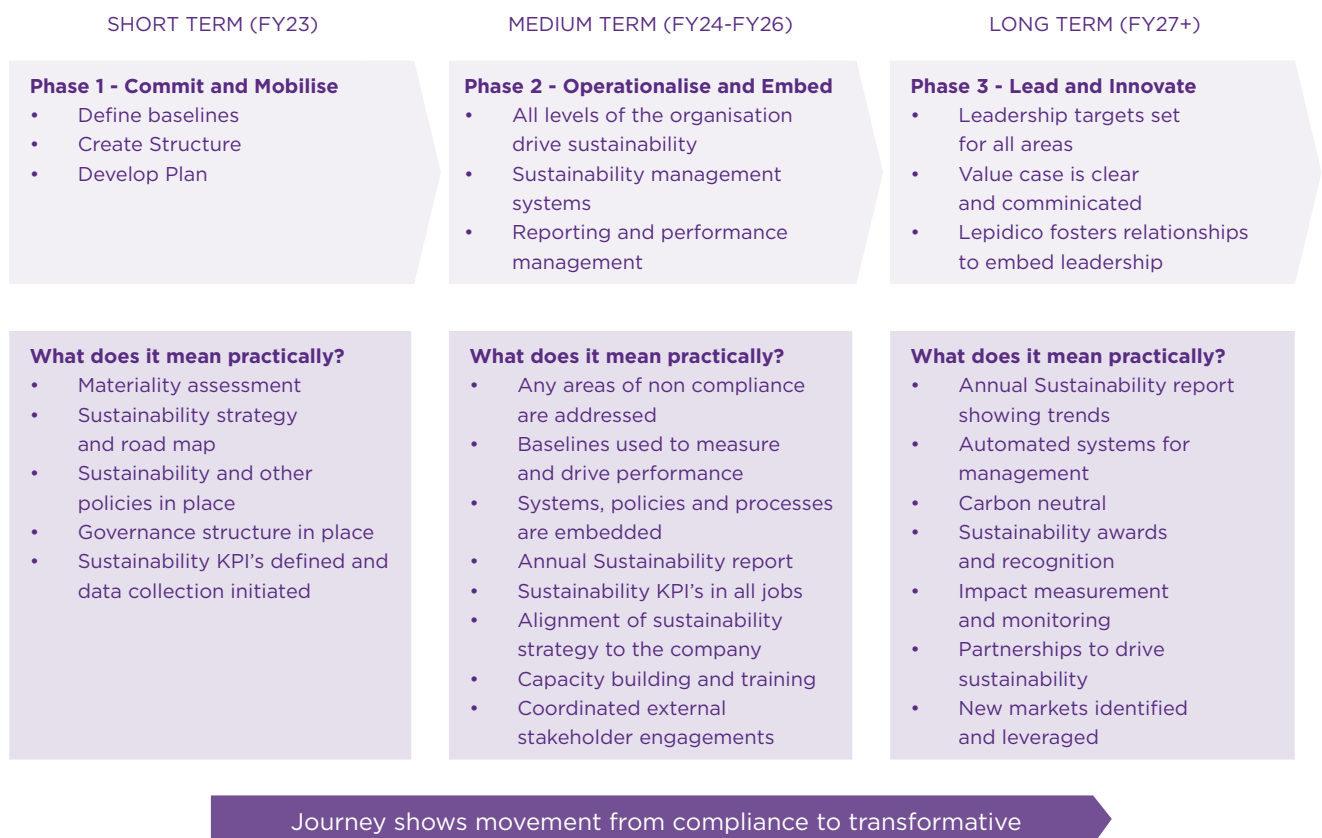 SHORT TERM (FY23)
MEDIUM TERM (FY24-FY26)
LONG TERM (FY27+)
Phase 1 - Commit and Mobilise
• Define baselines
• Create Structure
• Develop Plan
Phase 2 - Operationalise and Embed
• All levels of the organisation
drive sustainability
• Sustainability management
systems
• Reporting and performance
management
Phase 3 - Lead and Innovate
• Leadership targets set
for all areas
• Value case is clear
and comminicated
• Lepidico fosters relationships
to embed leadership
What does it mean practically?
• Materiality assessment
• Sustainability strategy
and road map
• Sustainability and other
policies in place
• Governance structure in place
• Sustainability KPI's defined and
data collection initiated
What does it mean practically?
• Any areas of non compliance
are addressed
• Baselines used to measure
and drive performance
• Systems, policies and processes
are embedded
• Annual Sustainability report
• Sustainability KPI's in all jobs
• Alignment of sustainability
strategy to the company
• Capacity building and training
• Coordinated external
stakeholder engagements
What does it mean practically?
• Annual Sustainability report
showing trends
• Automated systems for
management
• Carbon neutral
• Sustainability awards
and recognition
• Impact measurement
and monitoring
• Partnerships to drive
sustainability
• New markets identified
and leveraged
Journey shows movement from compliance to transformative